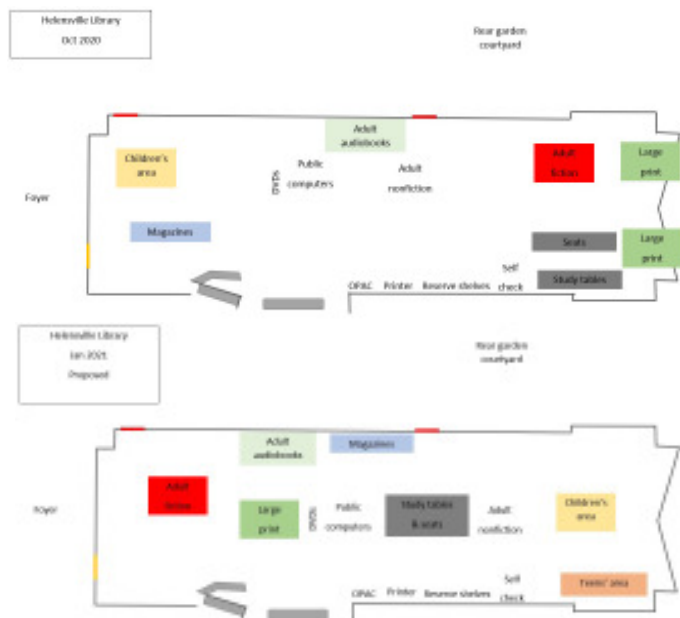 Helensville Library
Oct 2020
Rear garden
courtyard
Adult
audiobooks
Children's
area
Public
computers
DVDs
Adult
nonfiction
Adult
fiction
Large
print
Foyer
Magazines
Seats
Large
print
Self
check
Study tables
OPAC
Printer
Reserve shelves
Helensville Library
Jan 2021
Proposed
Rear garden
courtyard
Adult
audiobooks
Magazines
Adult
fiction
Large
print
DVDs
Public
computers
Study tables
& seats
Adult
nonfiction
Children's
area
Foyer
Self
check
Teens' area
OPAC
Printer
Reserve shelves